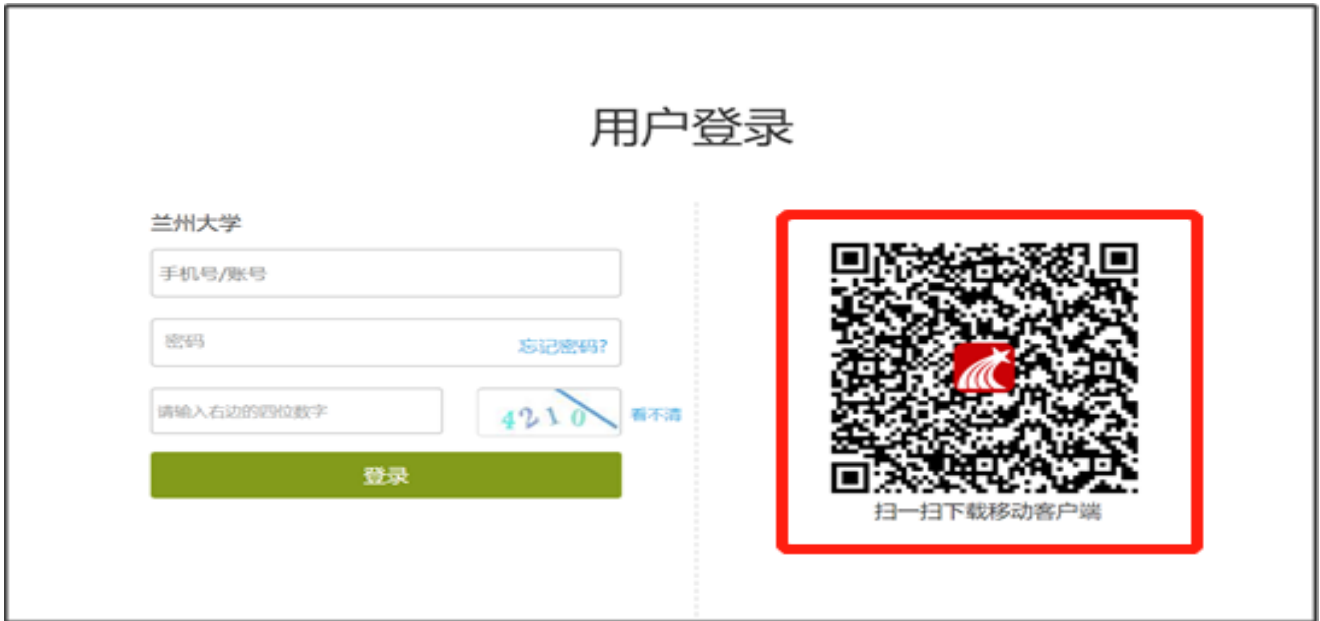 用户登录
兰州大学
手机号/账号
密码
忘记密码?
请输入右边的四位数字
4210
看不清
登录
扫一扫下载移动客户端